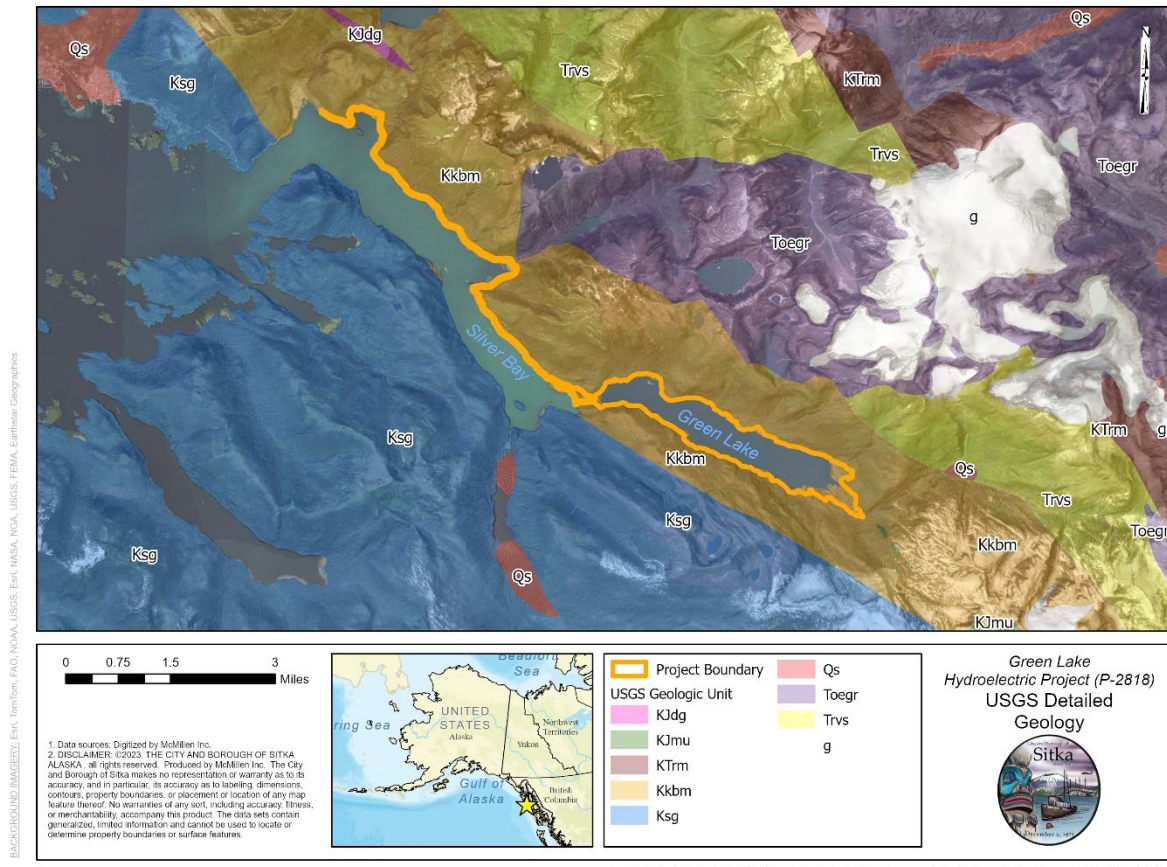 Qs
Ksg
KJdg
Trvs
KTrm
Qs
N
Trvs
Toegr
g
Kkbm
Toegr
Silver Bay
Green Lake
Ksg
Kkbm
Ksg
KTrm
g
Qs
Trvs
Toegr
Ksg
Qs
Kkbm
KJmu
BACKGROUND IMAGERY: Esri, TomTom, FAO, NOAA, USGS, Esri, NASA, NGA, USGS, FEMA, Earthstar Geographics
0 0.75 1.5 3
Miles
1. Data sources: Digitized by McMillen Inc.
2. DISCLAIMER: ©2023, THE CITY AND BOROUGH OF SITKA
ALASKA , all rights reserved. Produced by McMillen Inc. The City
and Borough of Sitka makes no representation or warranty as to its
accuracy, and in particular, its accuracy as to labeling, dimensions,
contours, property boundaries, or placement or location of any map
feature thereof. No warranties of any sort, including accuracy, fitness,
or merchantability, accompany this product. The data sets contain
generalized, limited information and cannot be used to locate or
determine property boundaries or surface features.
Beaufort
Sea
ring Sea
UNITED
STATES
Alaska
Yukon
Northwest
Territories
Gulf of
Alaska
British
Columbia
Project Boundary
USGS Geologic Unit
KJdg
KJmu
KTrm
Kkbm
Ksg
Qs
Toegr
Trvs
g
Green Lake
Hydroelectric Project (P-2818)
USGS Detailed
Geology
City and Borough of
Sitka
December 2, 1971